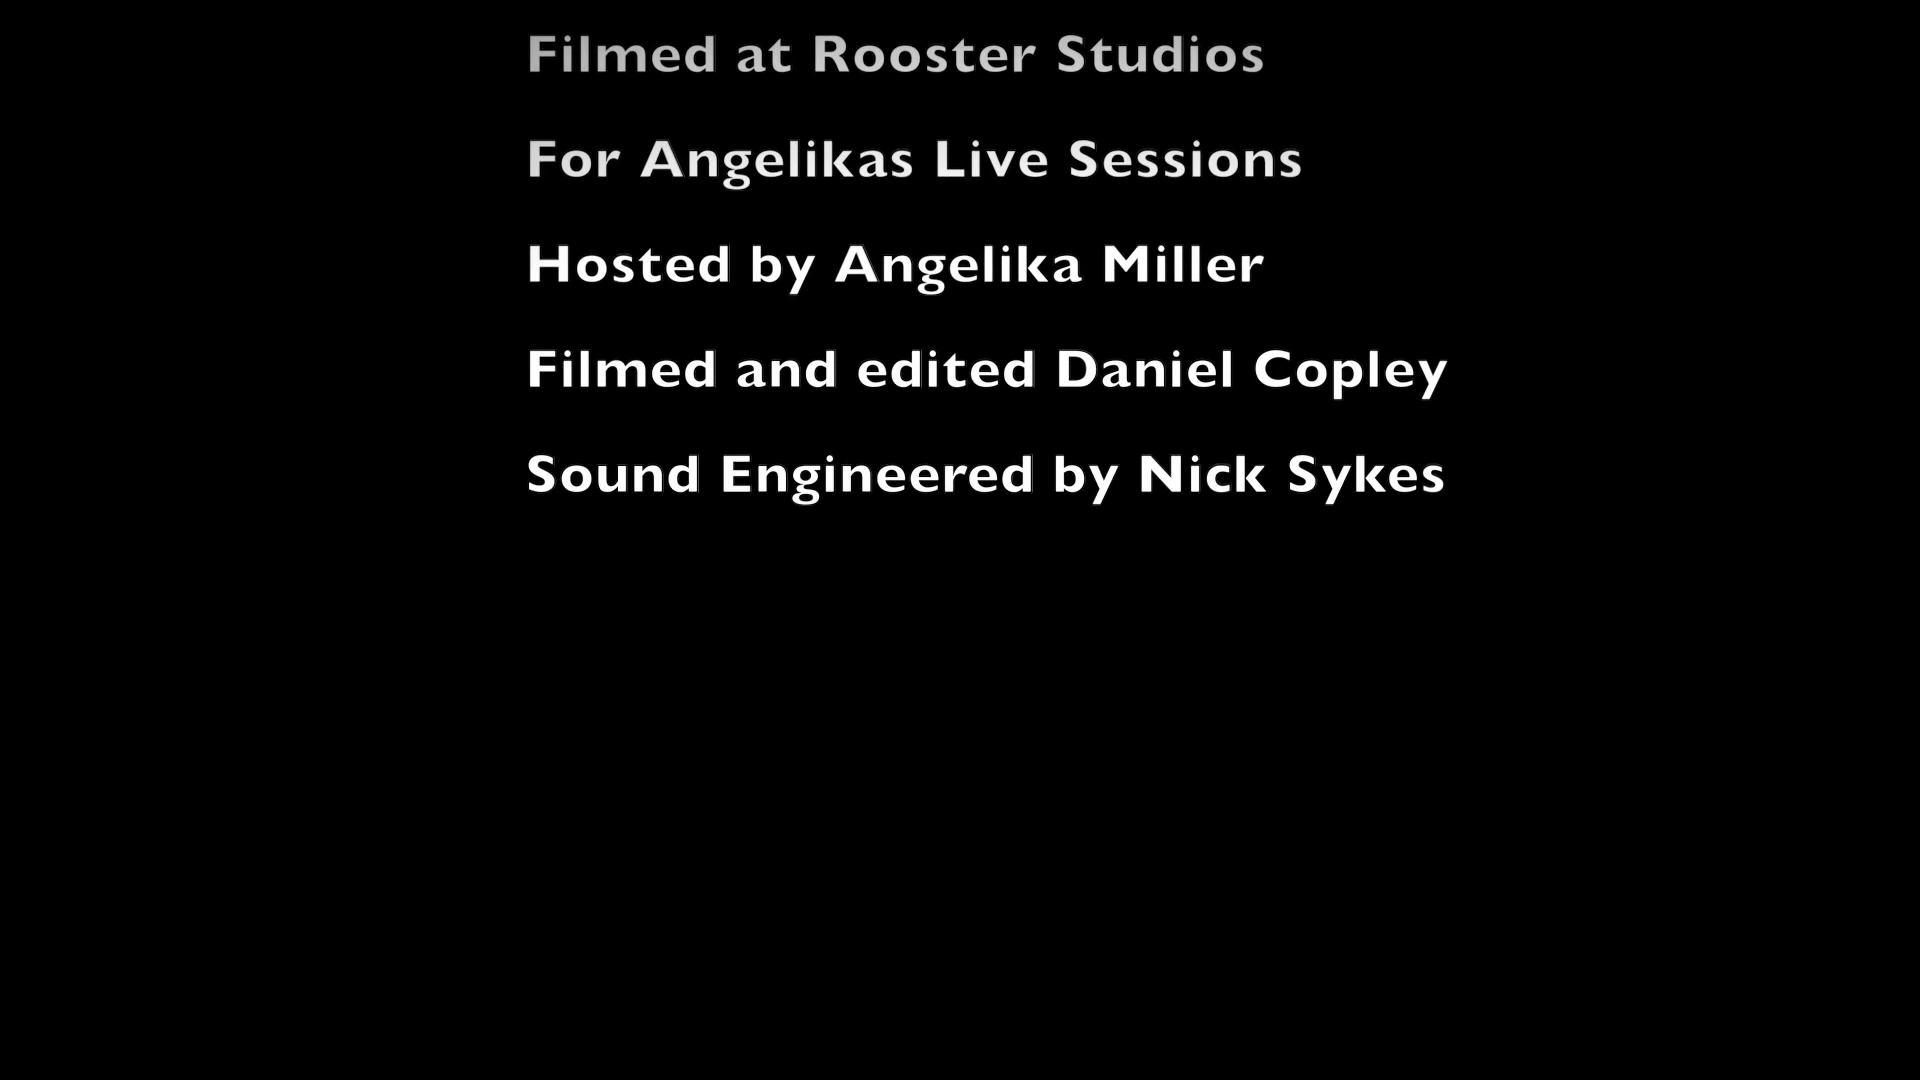 Filmed at Rooster Studios
For Angelikas Live Sessions
Hosted by Angelika Miller
Filmed and edited Daniel Copley
Sound Engineered by Nick Sykes